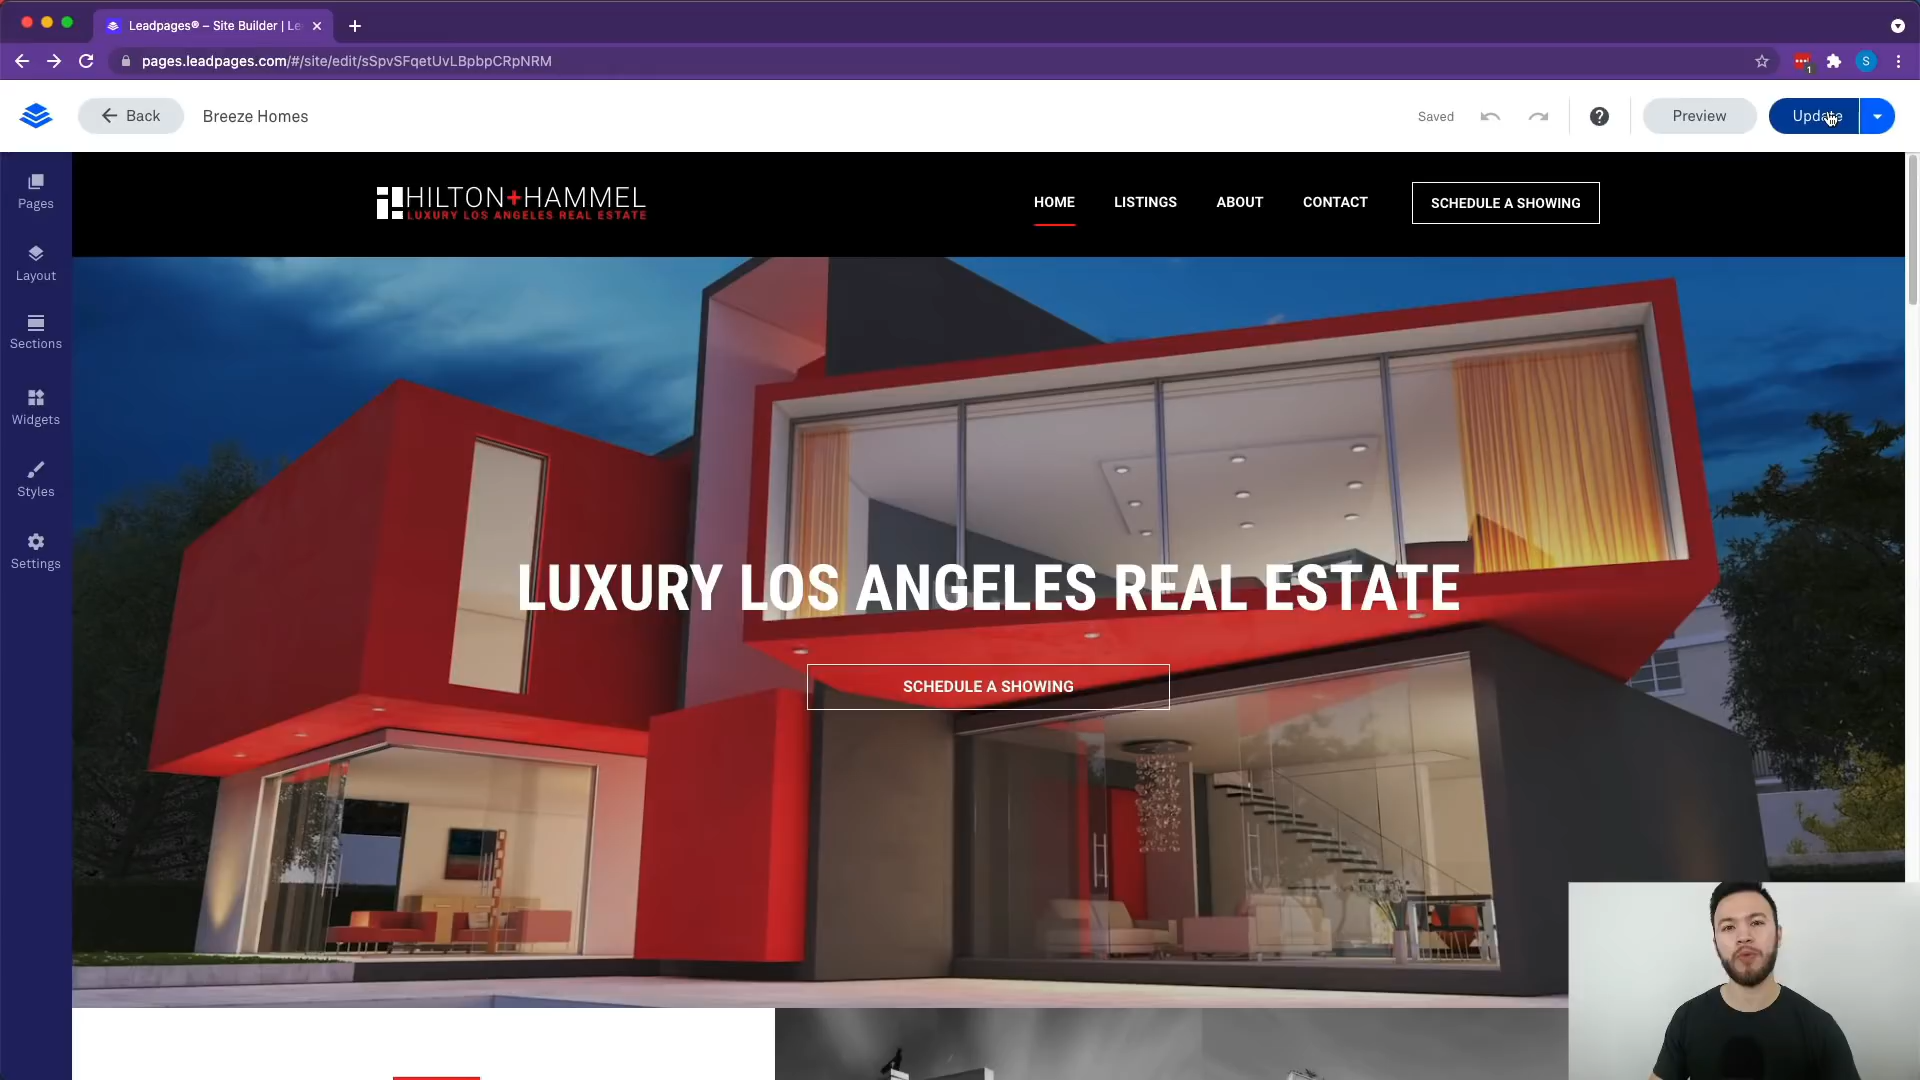 Leadpages® – Site Builder | Le
pages.leadpages.com/#/site/edit/sSpvSFqetUvLBpbpCRpNRM
1
S
Back
Breeze Homes
Saved
Preview
Update
Pages
Layout
Sections
Widgets
Styles
Settings
HILTON+HAMMEL
LUXURY LOS ANGELES REAL ESTATE
HOME
LISTINGS
ABOUT
CONTACT
SCHEDULE A SHOWING
LUXURY LOS ANGELES REAL ESTATE
SCHEDULE A SHOWING